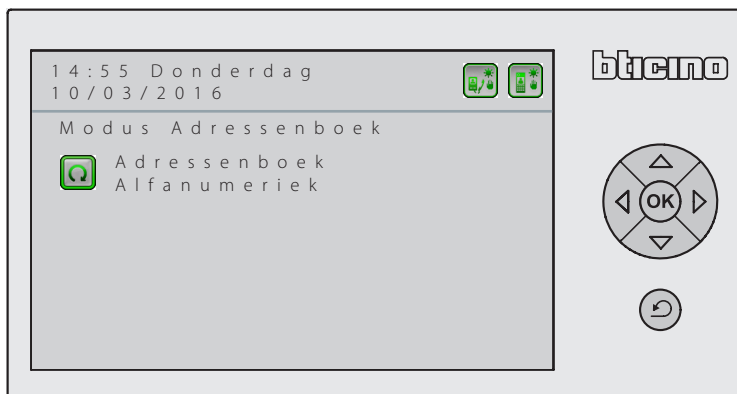 14:55 Donderdag
10/03/2016
bticino
Modus Adressenboek
Adressenboek
Alfanumeriek
OK